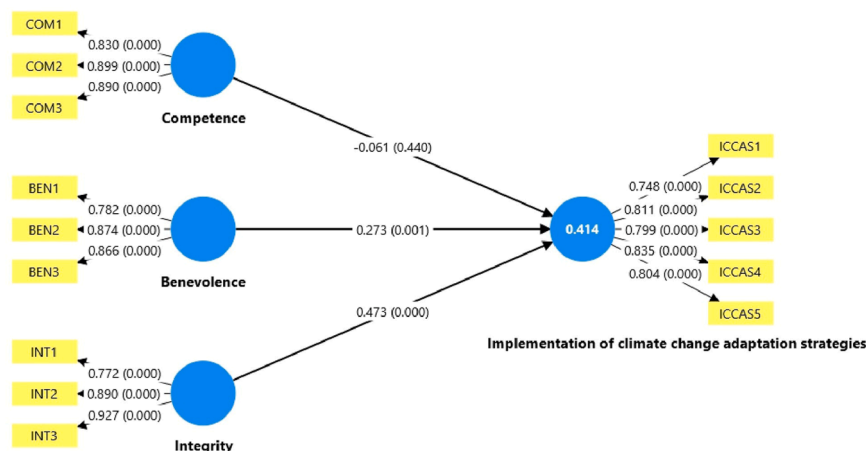 COM1
0.830 (0.000)
COM2
0.899 (0.000)
COM3
0.890 (0.000)
Competence
-0.061 (0.440)
BEN1
0.782 (0.000)
BEN2
0.874 (0.000)
BEN3
0.866 (0.000)
Benevolence
0.273 (0.001)
INT1
0.772 (0.000)
INT2
0.890 (0.000)
INT3
0.927 (0.000)
Integrity
0.473 (0.000)
0.414
ICCAS1
0.748 (0.000)
ICCAS2
0.811 (0.000)
ICCAS3
0.799 (0.000)
ICCAS4
0.835 (0.000)
ICCAS5
0.804 (0.000)
Implementation of climate change adaptation strategies